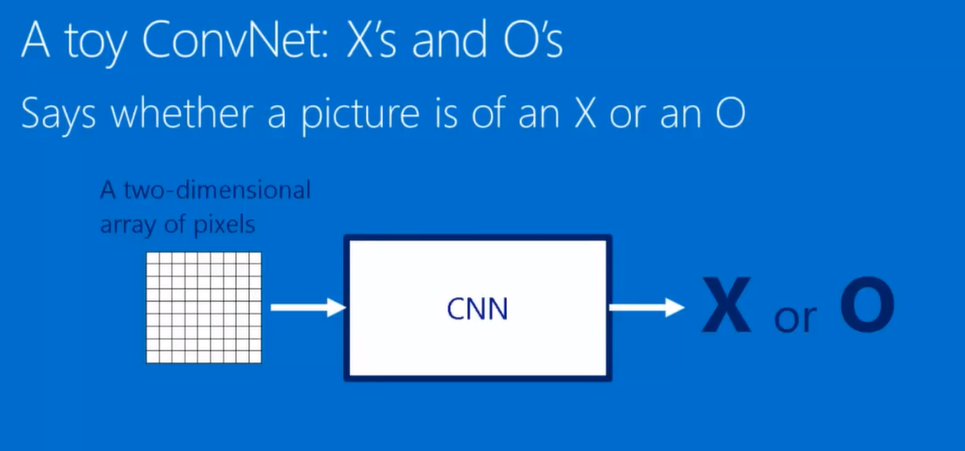 A toy ConvNet: X's and O's
Says whether a picture is of an X or an O
A two-dimensional
array of pixels
CNN
X or O